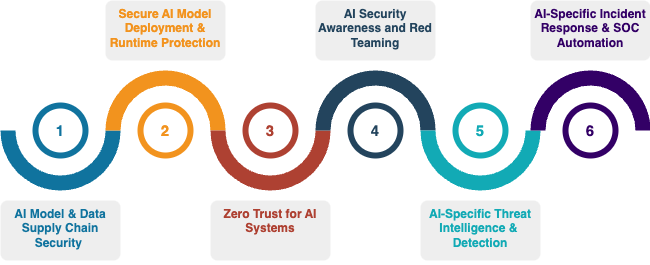 Secure AI Model
Deployment &
Runtime Protection
AI Security
Awareness and Red
Teaming
AI-Specific Incident
Response & SOC
Automation
1
2
3
4
5
6
AI Model & Data
Supply Chain
Security
Zero Trust for AI
Systems
AI-Specific Threat
Intelligence &
Detection